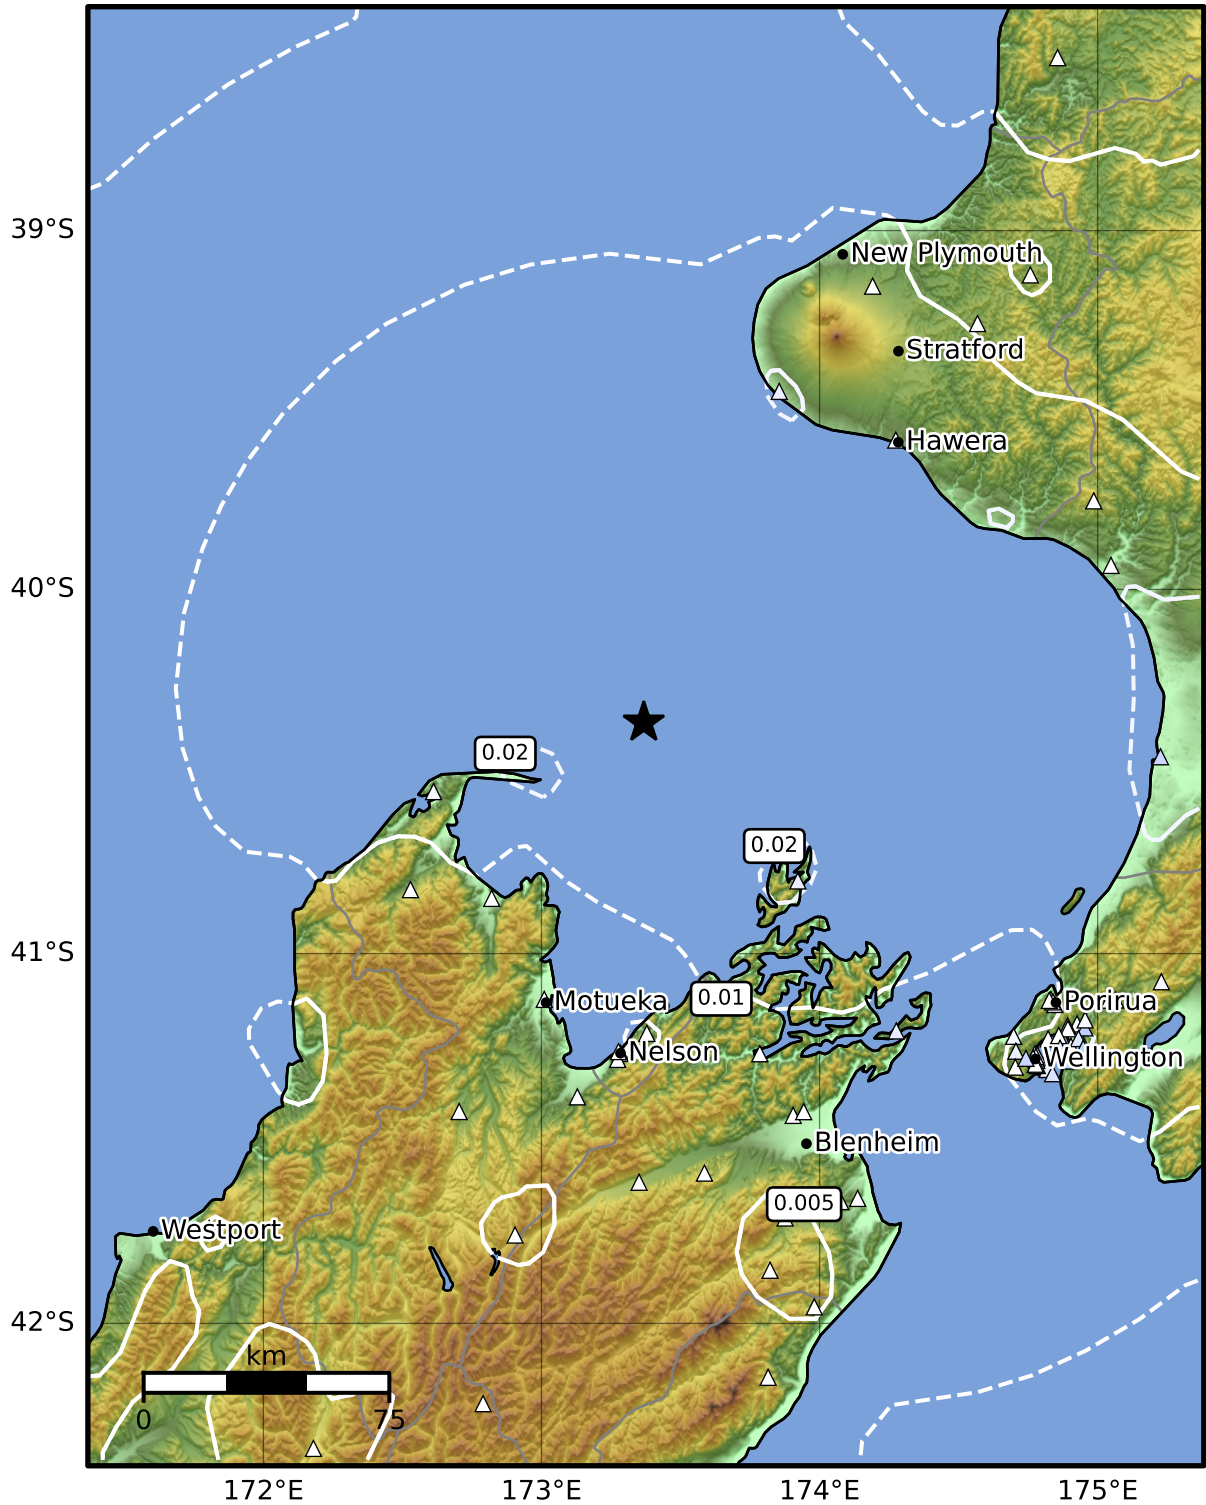 39°S
New Plymouth
Stratford
Hawera
40°S
0.02
0.02
41°S
0.01
Motueka
Porirua
Nelson
Wellington
Blenheim
0.005
Westport
42°S
km
0
75
172°E
173°E
174°E
175°E